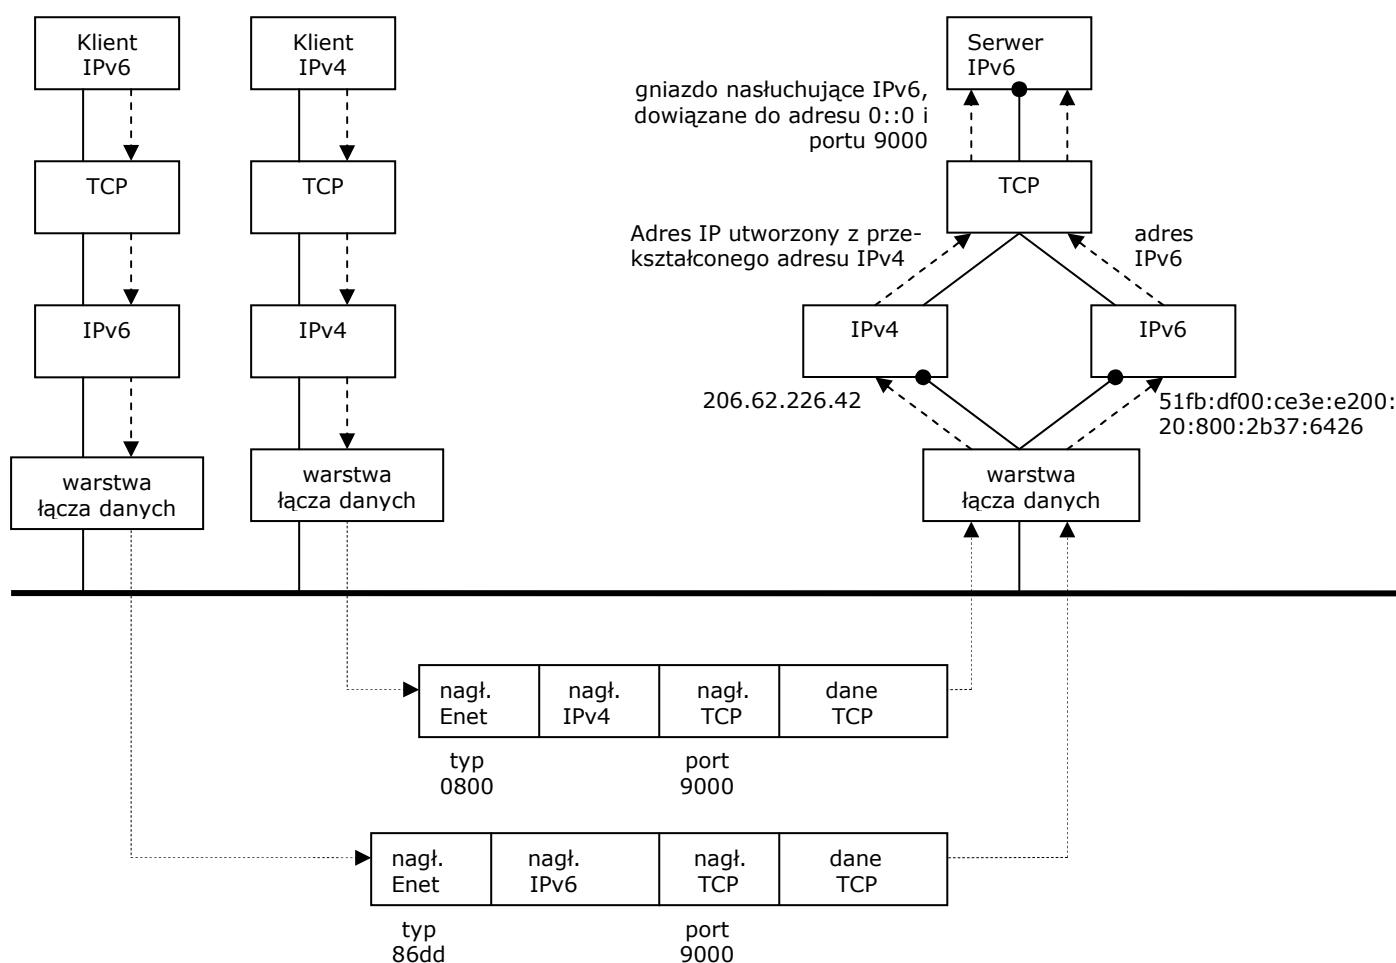 Klient
IPv6
Klient
IPv4
Serwer
IPv6
gniazdo nasłuchujące IPv6,
dowiązane do adresu 0::0 i
portu 9000
TCP
TCP
TCP
Adres IP utworzony z prze-
kształconego adresu IPv4
adres
IPv6
IPv6
IPv4
IPv4
IPv6
206.62.226.42
51fb:df00:ce3e:e200:
20:800:2b37:6426
warstwa
łącza danych
warstwa
łącza danych
warstwa
łącza danych
nagł.
Enet
nagł.
IPv4
nagł.
TCP
dane
TCP
typ
0800
port
9000
nagł.
Enet
nagł.
IPv6
nagł.
TCP
dane
TCP
typ
86dd
port
9000